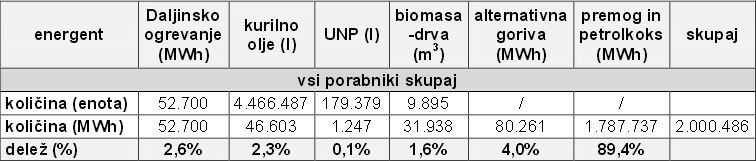 energent Daljinsko ogrevanje (MWh) kurilno olje (l) UNP (l) biomasa -drva (m³) alternativna goriva (MWh) premog in petrolkoks (MWh) skupaj
vsi porabniki skupaj
količina (enota) 52.700 4.466.487 179.379 9.895 / /
količina (MWh) 52.700 46.603 1.247 31.938 80.261 1.787.737 2.000.486
delež (%) 2,6% 2,3% 0,1% 1,6% 4,0% 89,4%